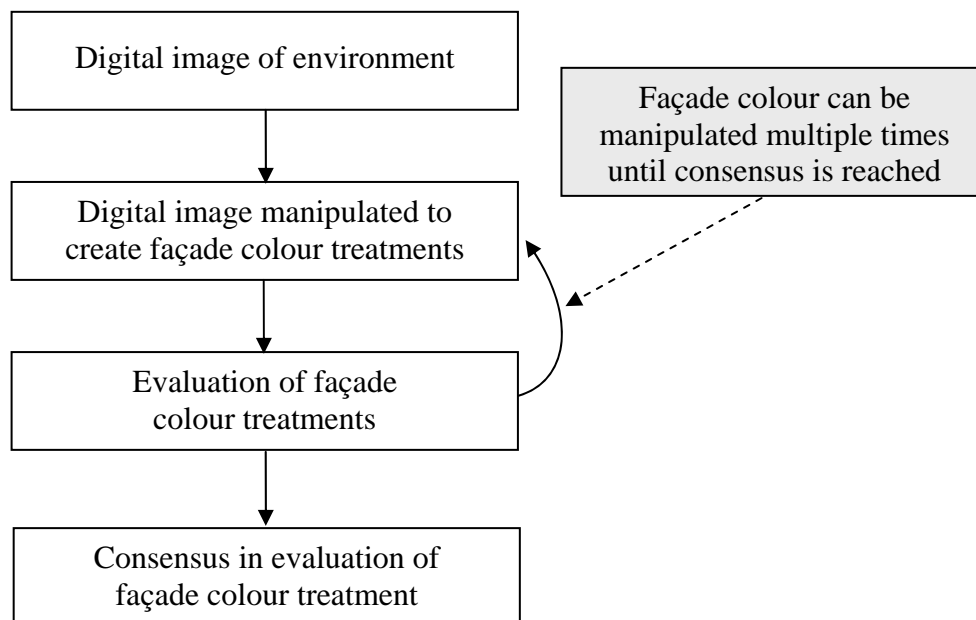 Digital image of environment
Façade colour can be
manipulated multiple times
until consensus is reached
Digital image manipulated to
create façade colour treatments
Evaluation of façade
colour treatments
Consensus in evaluation of
façade colour treatment